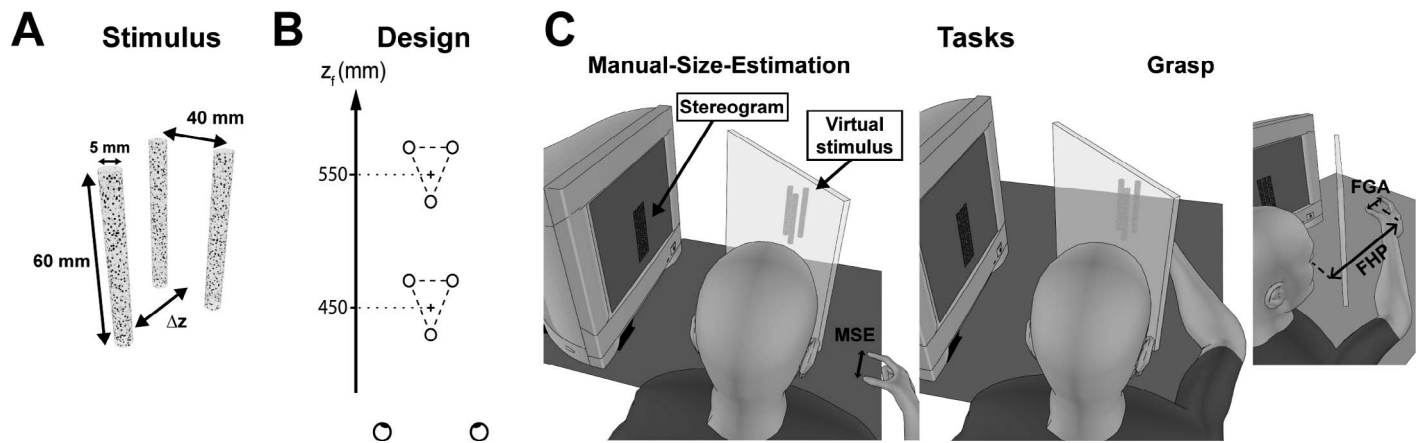 A Stimulus
5 mm
40 mm
60 mm
Δz
B Design
z_f (mm)
550
450
C Tasks
Manual-Size-Estimation
Stereogram
Virtual
stimulus
MSE
Grasp
FGA
FHP